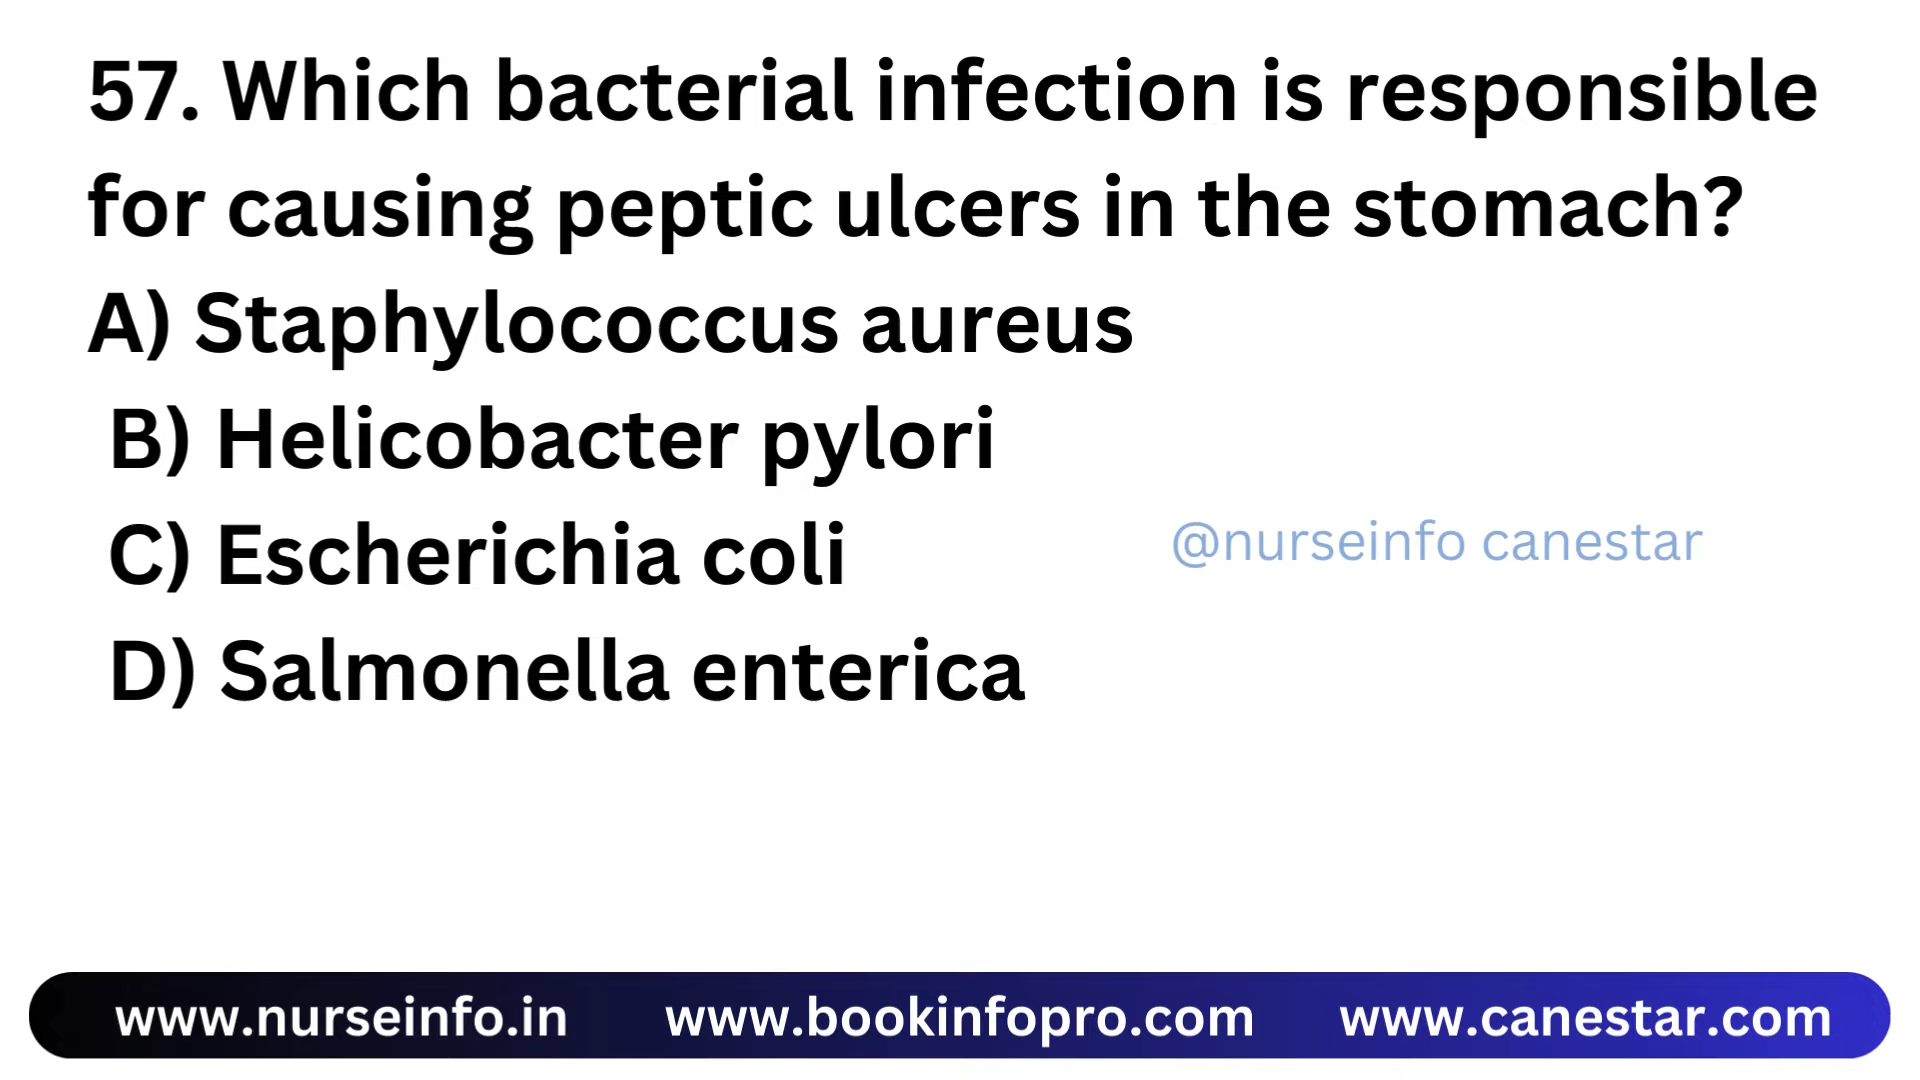 57. Which bacterial infection is responsible
for causing peptic ulcers in the stomach?
A) Staphylococcus aureus
B) Helicobacter pylori
C) Escherichia coli
@nurseinfo canestar
D) Salmonella enterica
www.nurseinfo.in www.bookinfopro.com www.canestar.com